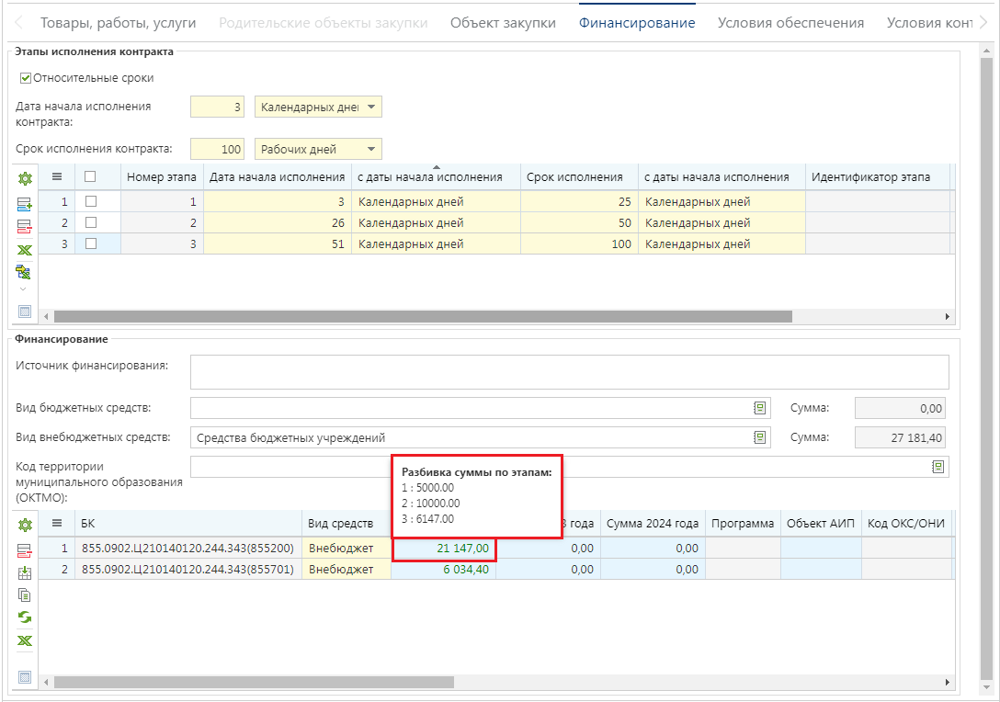 Товары, работы, услуги Родительские объекты закупки Объект закупки Финансирование Условия обеспечения Условия конт
Этапы исполнения контракта
Относительные сроки
Дата начала исполнения
контракта:
3 Календарных дней
Срок исполнения контракта: 100 Рабочих дней
Номер этапа Дата начала исполнения с даты начала исполнения Срок исполнения с даты начала исполнения Идентификатор этапа
1 1 3 Календарных дней 25 Календарных дней
2 2 26 Календарных дней 50 Календарных дней
3 3 51 Календарных дней 100 Календарных дней
Финансирование
Источник финансирования:
Вид бюджетных средств: Сумма: 0,00
Вид внебюджетных средств: Средства бюджетных учреждений Сумма: 27 181,40
Код территории
муниципального образования
(ОКТМО):
Разбивка суммы по этапам:
1 : 5000.00
2 : 10000.00
3 : 6147.00
БК Вид средств 3 года Сумма 2024 года Программа Объект АИП Код ОКС/ОНИ
1 855.0902.Ц210140120.244.343(855200) Внебюджет 21 147,00 0,00 0,00
2 855.0902.Ц210140120.244.343(855701) Внебюджет 6 034,40 0,00 0,00